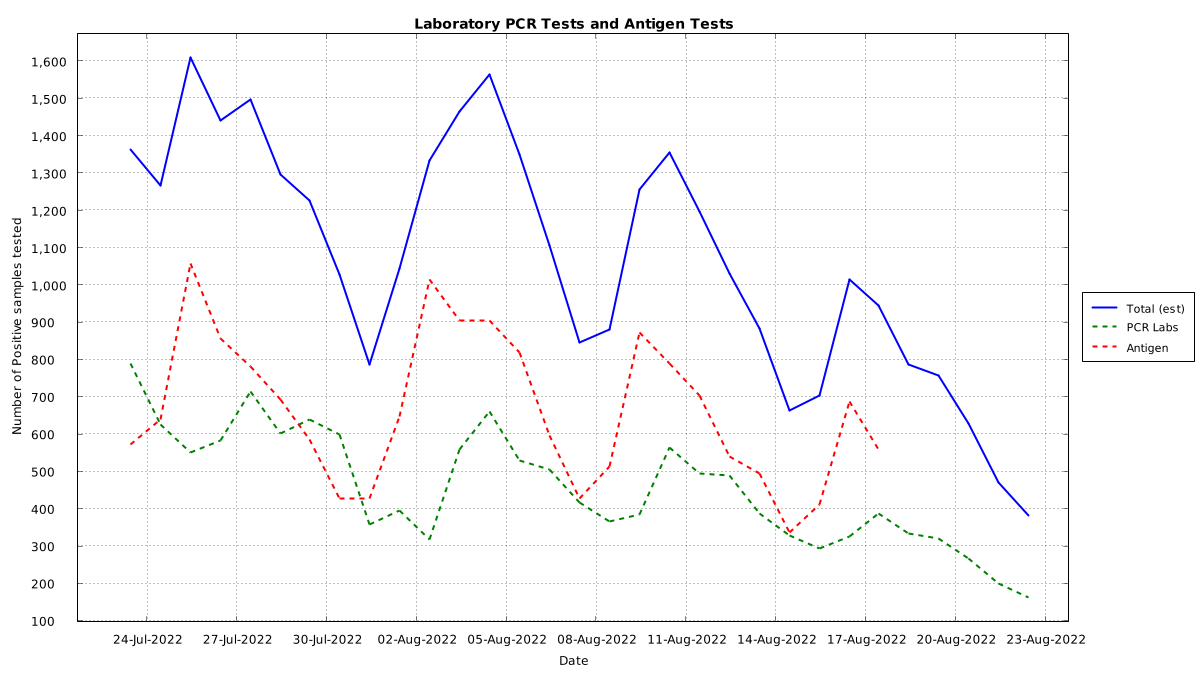 Laboratory PCR Tests and Antigen Tests
Number of Positive samples tested
1,600
1,500
1,400
1,300
1,200
1,100
1,000
900
800
700
600
500
400
300
200
100
24-Jul-2022 27-Jul-2022 30-Jul-2022 02-Aug-2022 05-Aug-2022 08-Aug-2022 11-Aug-2022 14-Aug-2022 17-Aug-2022 20-Aug-2022 23-Aug-2022
Date
Total (est)
PCR Labs
Antigen